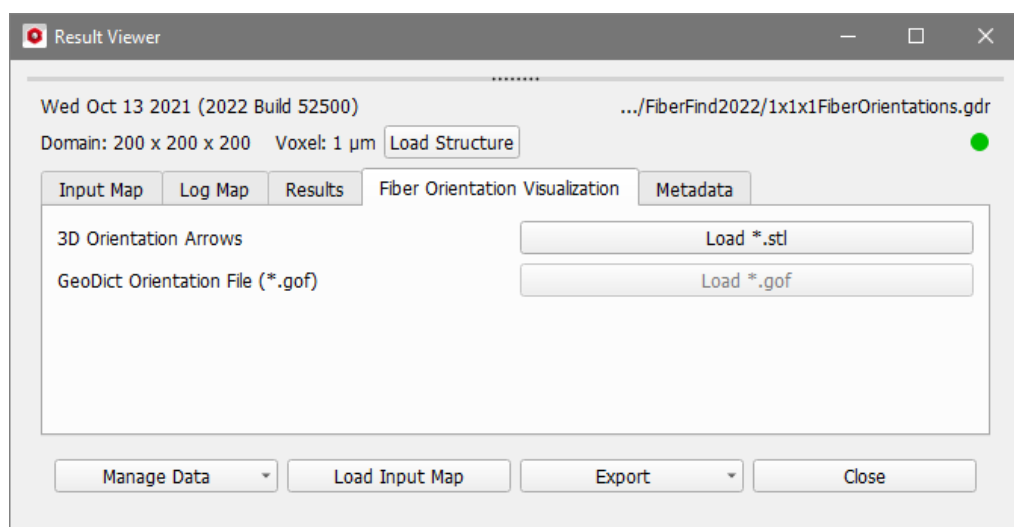 Result Viewer
Wed Oct 13 2021 (2022 Build 52500) .../FiberFind2022/1x1x1FiberOrientations.gdr
Domain: 200 x 200 x 200 Voxel: 1 µm Load Structure
Input Map Log Map Results Fiber Orientation Visualization Metadata
3D Orientation Arrows Load *.stl
GeoDict Orientation File (*.gof) Load *.gof
Manage Data Load Input Map Export Close